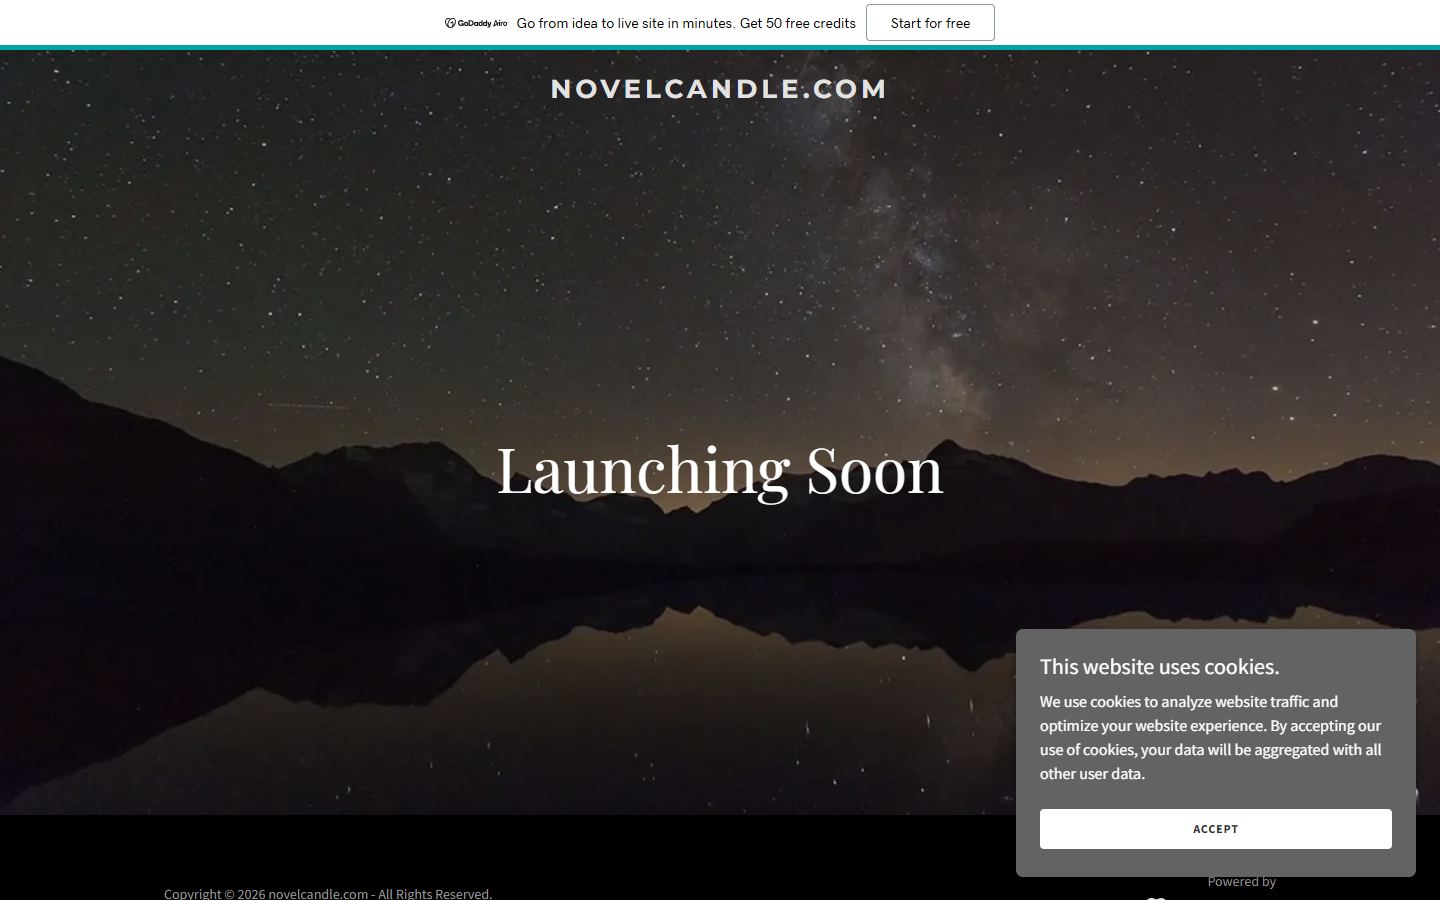 GoDaddy Airo Go from idea to live site in minutes. Get 50 free credits Start for free
NOVELCANDLE.COM
Launching Soon
This website uses cookies.
We use cookies to analyze website traffic and
optimize your website experience. By accepting our
use of cookies, your data will be aggregated with all
other user data.
ACCEPT
Powered by
Copyright © 2026 novelcandle.com - All Rights Reserved.